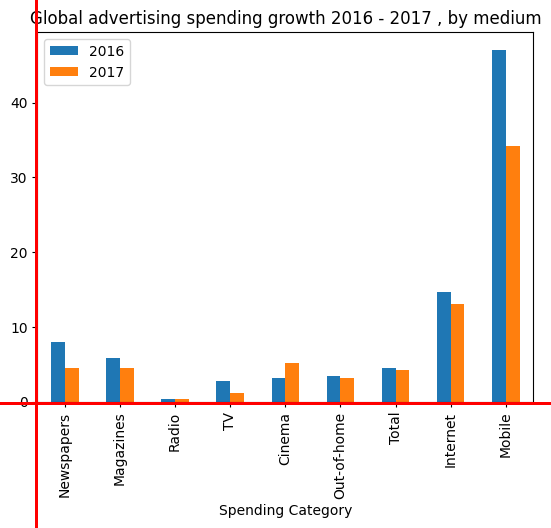 Global advertising spending growth 2016 - 2017 , by medium
2016
2017
40
30
20
10
0
Newspapers
Magazines
Radio
TV
Cinema
Out-of-home
Total
Internet
Mobile
Spending Category